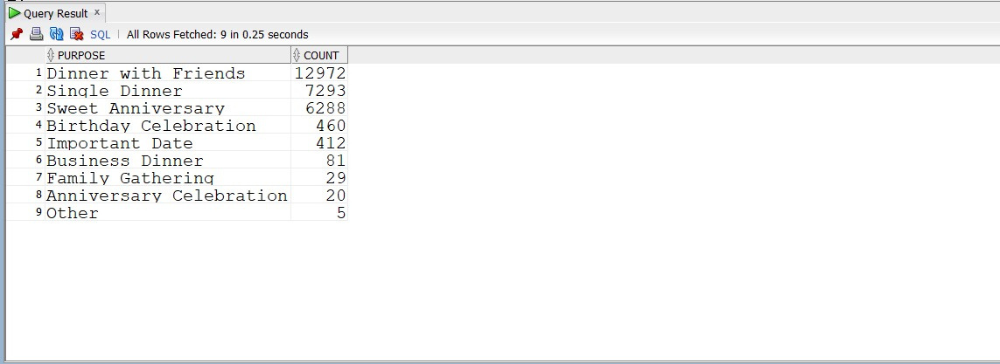 Query Result x
SQL | All Rows Fetched: 9 in 0.25 seconds
PURPOSE COUNT
1 Dinner with Friends 12972
2 Single Dinner 7293
3 Sweet Anniversary 6288
4 Birthday Celebration 460
5 Important Date 412
6 Business Dinner 81
7 Family Gathering 29
8 Anniversary Celebration 20
9 Other 5